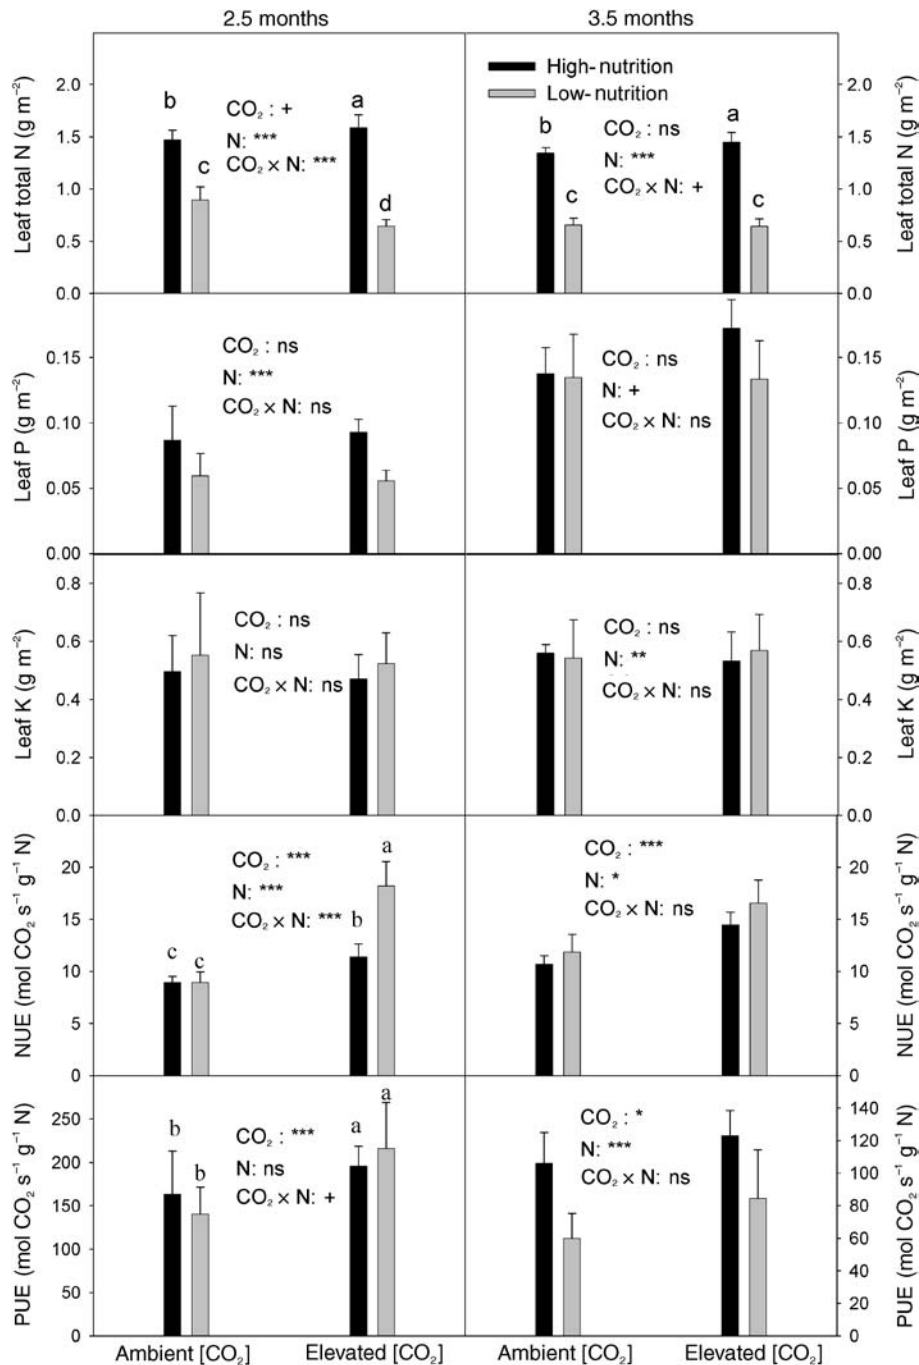 2.5 months
3.5 months
High-nutrition
Low-nutrition
Leaf total N (g m⁻²)
2.0
1.5
1.0
0.5
0.0
b
c
CO₂ : +
N: ***
CO₂ × N: ***
a
d
b
c
CO₂ : ns
N: ***
CO₂ × N: +
a
c
2.0
1.5
1.0
0.5
0.0
Leaf total N (g m⁻²)
Leaf P (g m⁻²)
0.15
0.10
0.05
0.00
CO₂ : ns
N: ***
CO₂ × N: ns
CO₂ : ns
N: +
CO₂ × N: ns
0.15
0.10
0.05
0.00
Leaf P (g m⁻²)
Leaf K (g m⁻²)
0.8
0.6
0.4
0.2
0.0
CO₂ : ns
N: ns
CO₂ × N: ns
CO₂ : ns
N: **
CO₂ × N: ns
0.8
0.6
0.4
0.2
0.0
Leaf K (g m⁻²)
NUE (mol CO₂ s⁻¹ g⁻¹ N)
20
15
10
5
0
c
c
CO₂ : ***
N: ***
CO₂ × N: ***
b
a
CO₂ : ***
N: *
CO₂ × N: ns
20
15
10
5
0
NUE (mol CO₂ s⁻¹ g⁻¹ N)
PUE (mol CO₂ s⁻¹ g⁻¹ N)
250
200
150
100
50
0
b
b
CO₂ : ***
N: ns
CO₂ × N: +
a
a
CO₂ : *
N: ***
CO₂ × N: ns
140
120
100
80
60
40
20
0
PUE (mol CO₂ s⁻¹ g⁻¹ N)
Ambient [CO₂]
Elevated [CO₂]
Ambient [CO₂]
Elevated [CO₂]